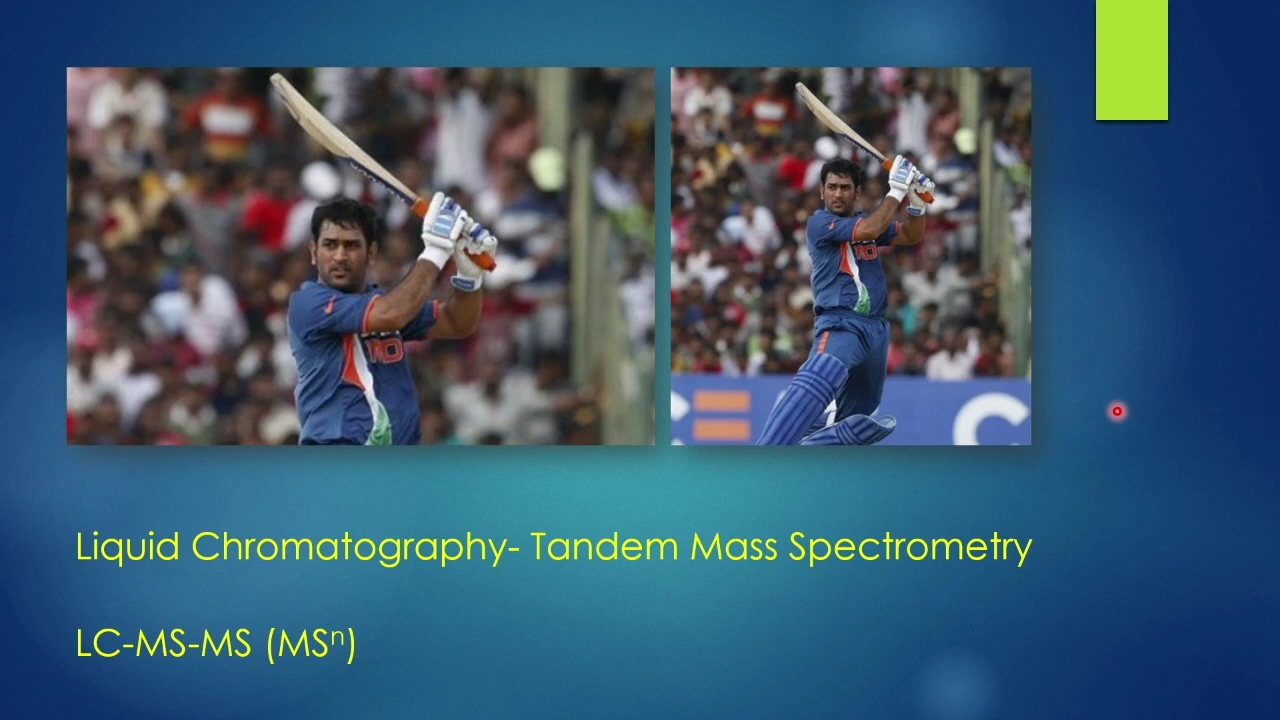 C
Liquid Chromatography- Tandem Mass Spectrometry
LC-MS-MS (MSⁿ)